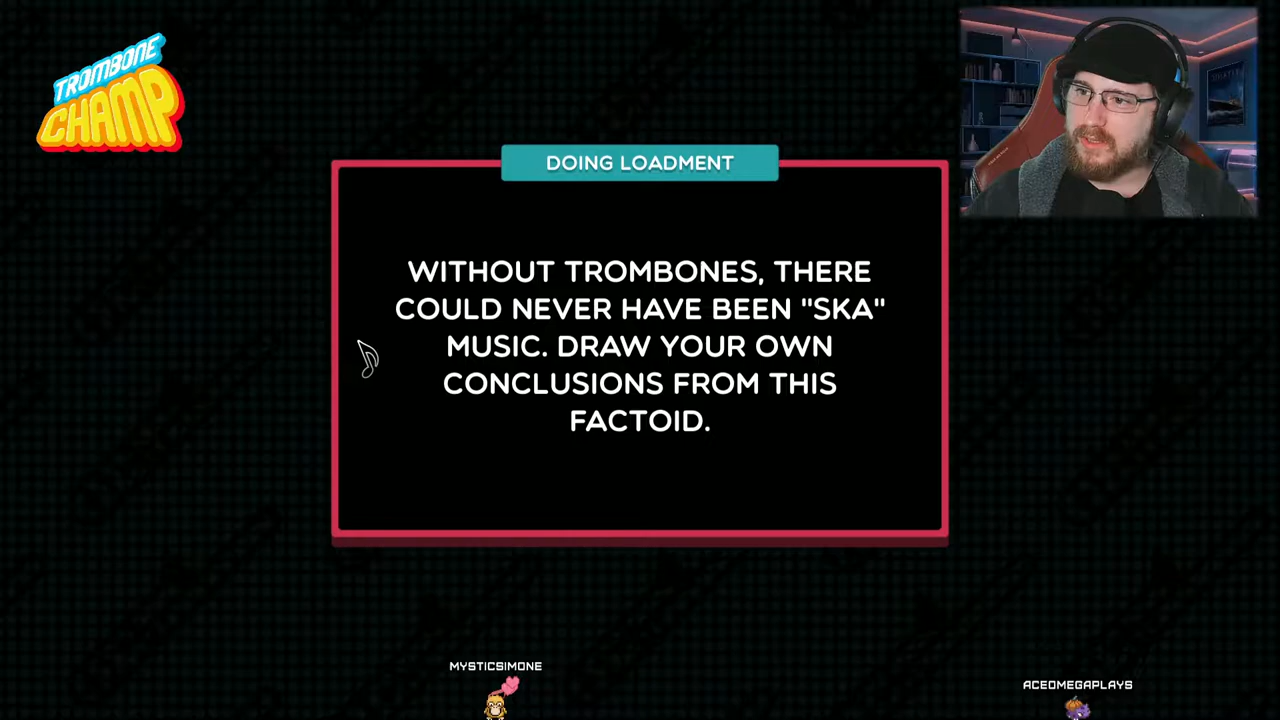 TROMBONE
CHAMP
DOING LOADMENT
WITHOUT TROMBONES, THERE
COULD NEVER HAVE BEEN "SKA"
MUSIC. DRAW YOUR OWN
CONCLUSIONS FROM THIS
FACTOID.
MYSTICSIMONE
ACEOMEGAPLAYS